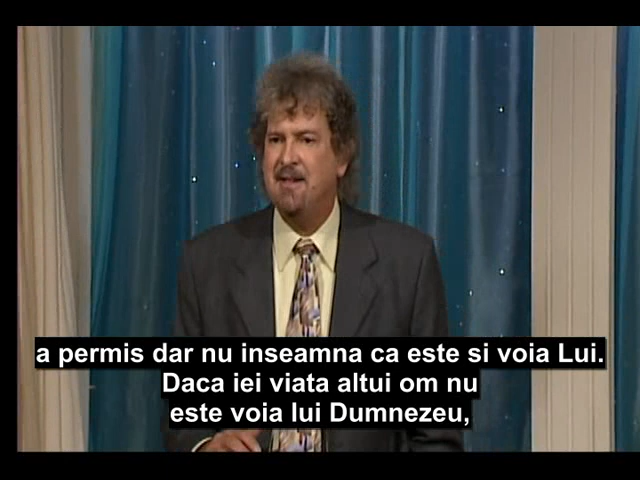 a permis dar nu inseamna ca este si voia Lui.
Daca iei viata altui om nu
este voia lui Dumnezeu,